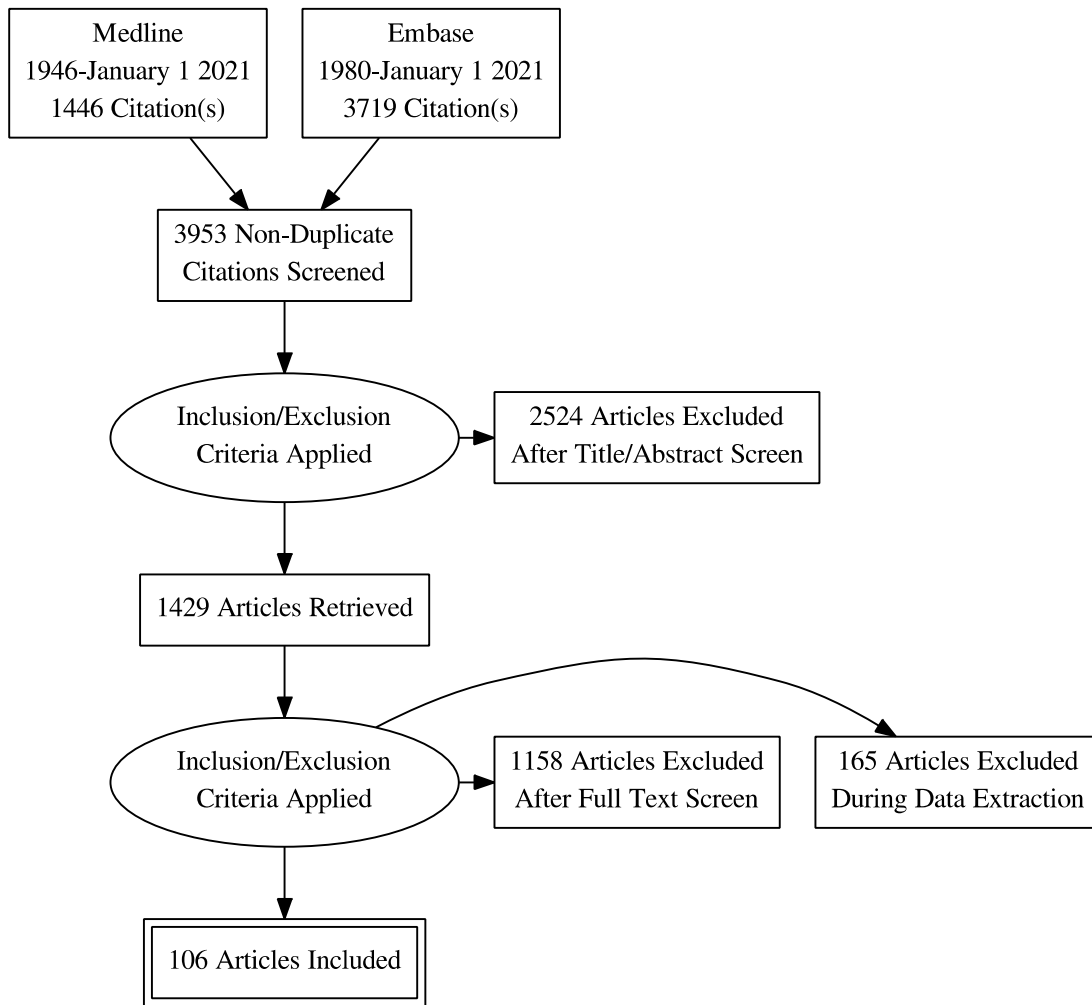 Medline
1946-January 1 2021
1446 Citation(s)
Embase
1980-January 1 2021
3719 Citation(s)
3953 Non-Duplicate
Citations Screened
Inclusion/Exclusion
Criteria Applied
2524 Articles Excluded
After Title/Abstract Screen
1429 Articles Retrieved
Inclusion/Exclusion
Criteria Applied
1158 Articles Excluded
After Full Text Screen
165 Articles Excluded
During Data Extraction
106 Articles Included